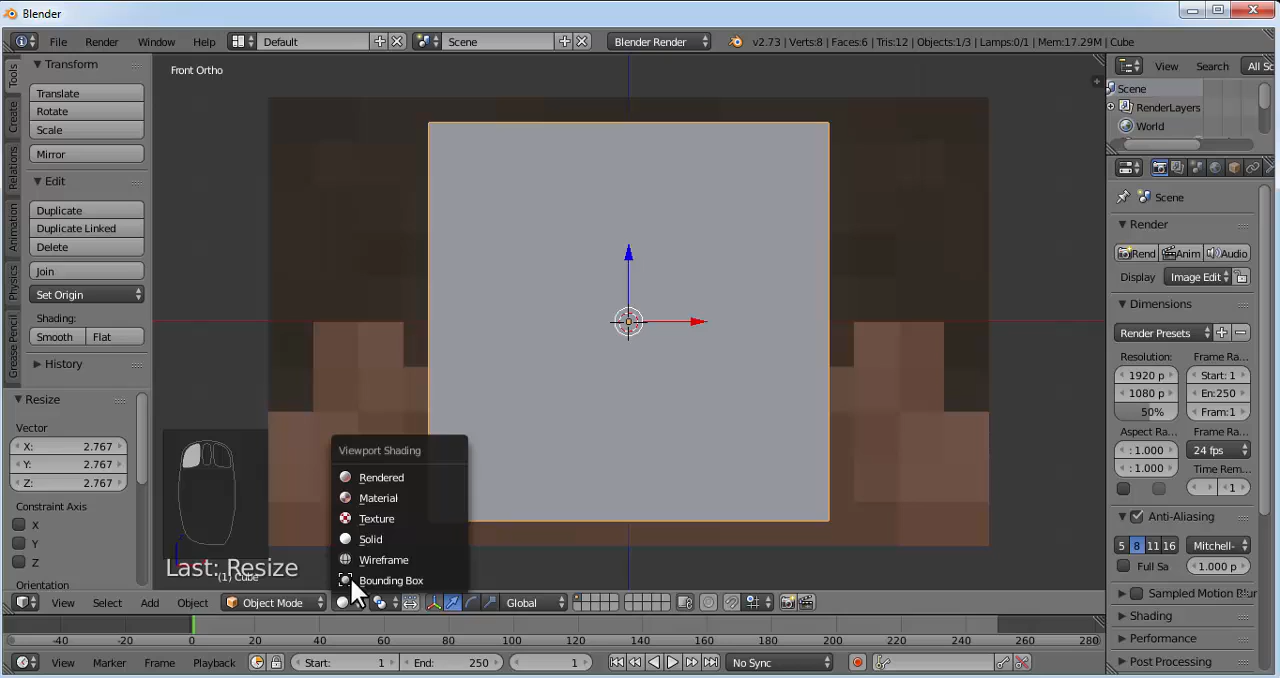 Blender
File Render Window Help Default Scene Blender Render v2.73 | Verts:8 | Faces:6 | Tris:12 | Objects:1/3 | Lamps:0/1 | Mem:17.29M | Cube
Tools
Create
Relations
Animation
Physics
Grease Pencil
Transform
Translate
Rotate
Scale
Mirror
Edit
Duplicate
Duplicate Linked
Delete
Join
Set Origin
Shading:
Smooth Flat
History
Resize
Vector
X: 2.767
Y: 2.767
Z: 2.767
Constraint Axis
X
Y
Z
Orientation
Front Ortho
Viewport Shading
Rendered
Material
Texture
Solid
Wireframe
Bounding Box
Last: Resize
(1) Cube
View Select Add Object Object Mode Global
-40 -20 0 20 40 60 80 100 120 140 160 180 200 220 240 260 280
View Marker Frame Playback Start: 1 End: 250 1 No Sync
View Search All Sc
Scene
RenderLayers
World
Scene
Render
Rend Anim Audio
Display Image Edit
Dimensions
Render Presets
Resolution: Frame Ra...
1920 p Start: 1
1080 p En:250
50% Fram:1
Aspect Ra... Frame Ra...
: 1.000 24 fps
: 1.000 Time Rem...
1
Anti-Aliasing
5 8 11 16 Mitchell-
Full Sa 1.000 p
Sampled Motion Blur
Shading
Performance
Post Processing